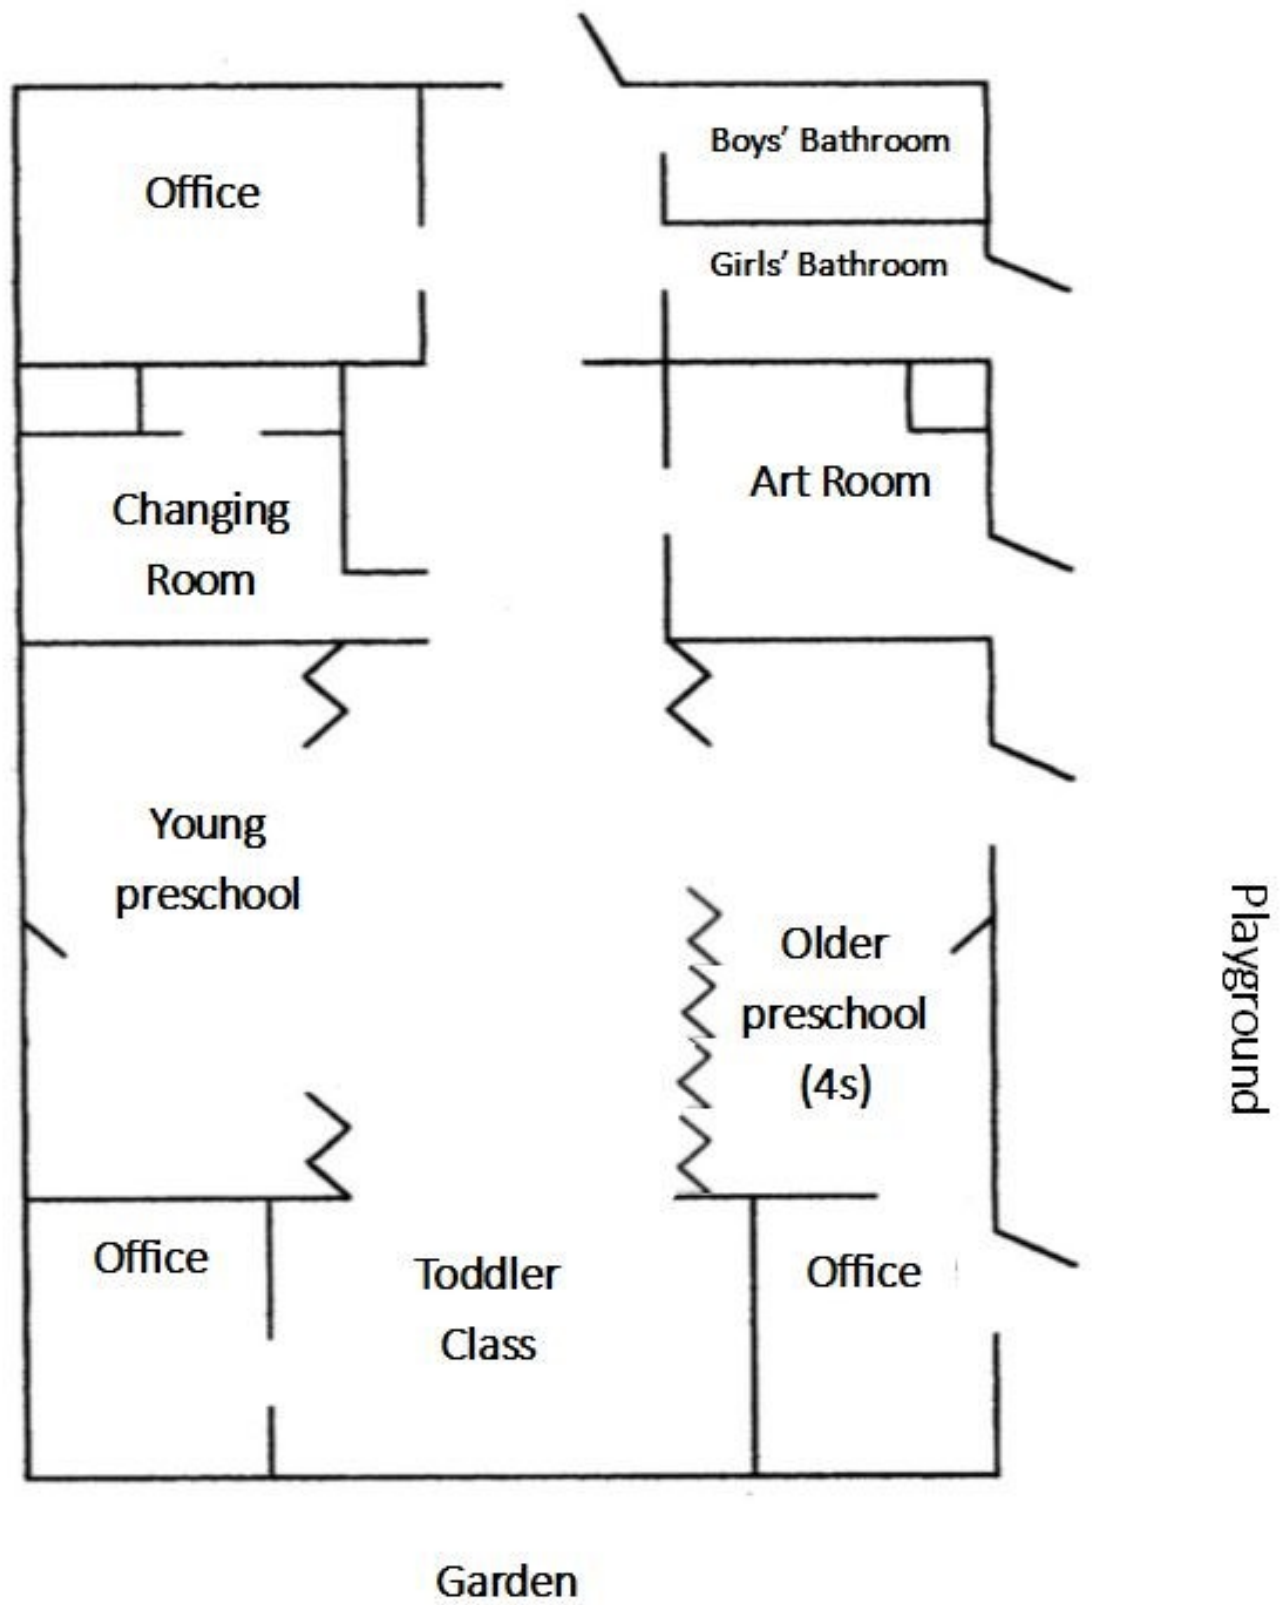 Boys’ Bathroom
Office
Girls’ Bathroom
Art Room
Changing
Room
Young
preschool
Older
preschool
(4s)
Playground
Office
Toddler
Class
Office
Garden